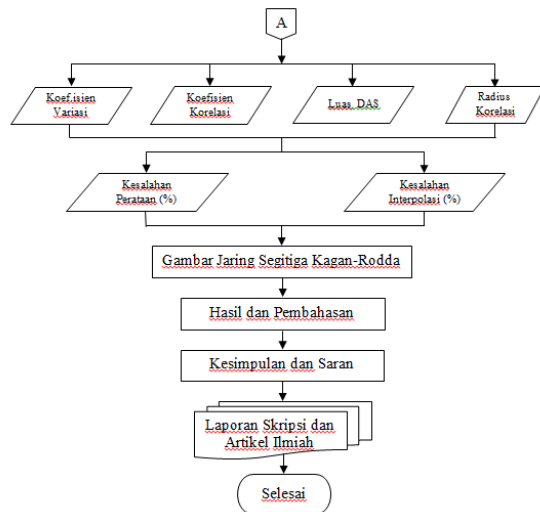 A
Koef.isien
Variasi
Koefisien
Korelasi
Luas DAS
Radius
Korelasi
Kesalahan
Perataan (%)
Kesalahan
Interpolasi (%)
Gambar Jaring Segitiga Kagan-Rodda
Hasil dan Pembahasan
Kesimpulan dan Saran
Laporan Skripsi dan
Artikel Ilmiah
Selesai